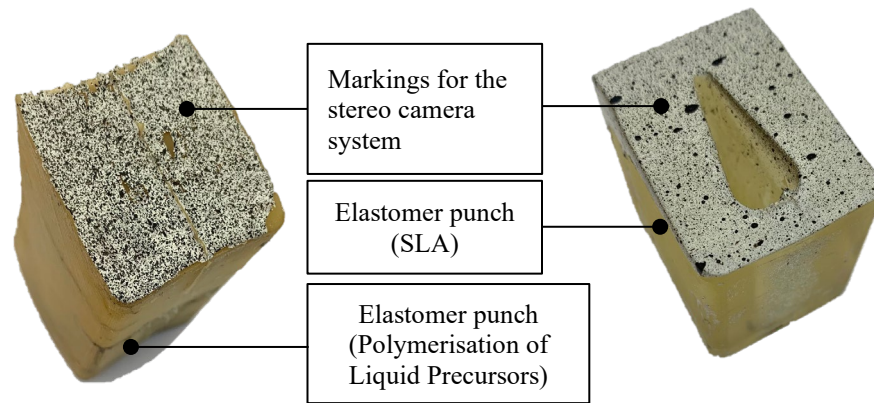 Markings for the
stereo camera
system
Elastomer punch
(SLA)
Elastomer punch
(Polymerisation of
Liquid Precursors)